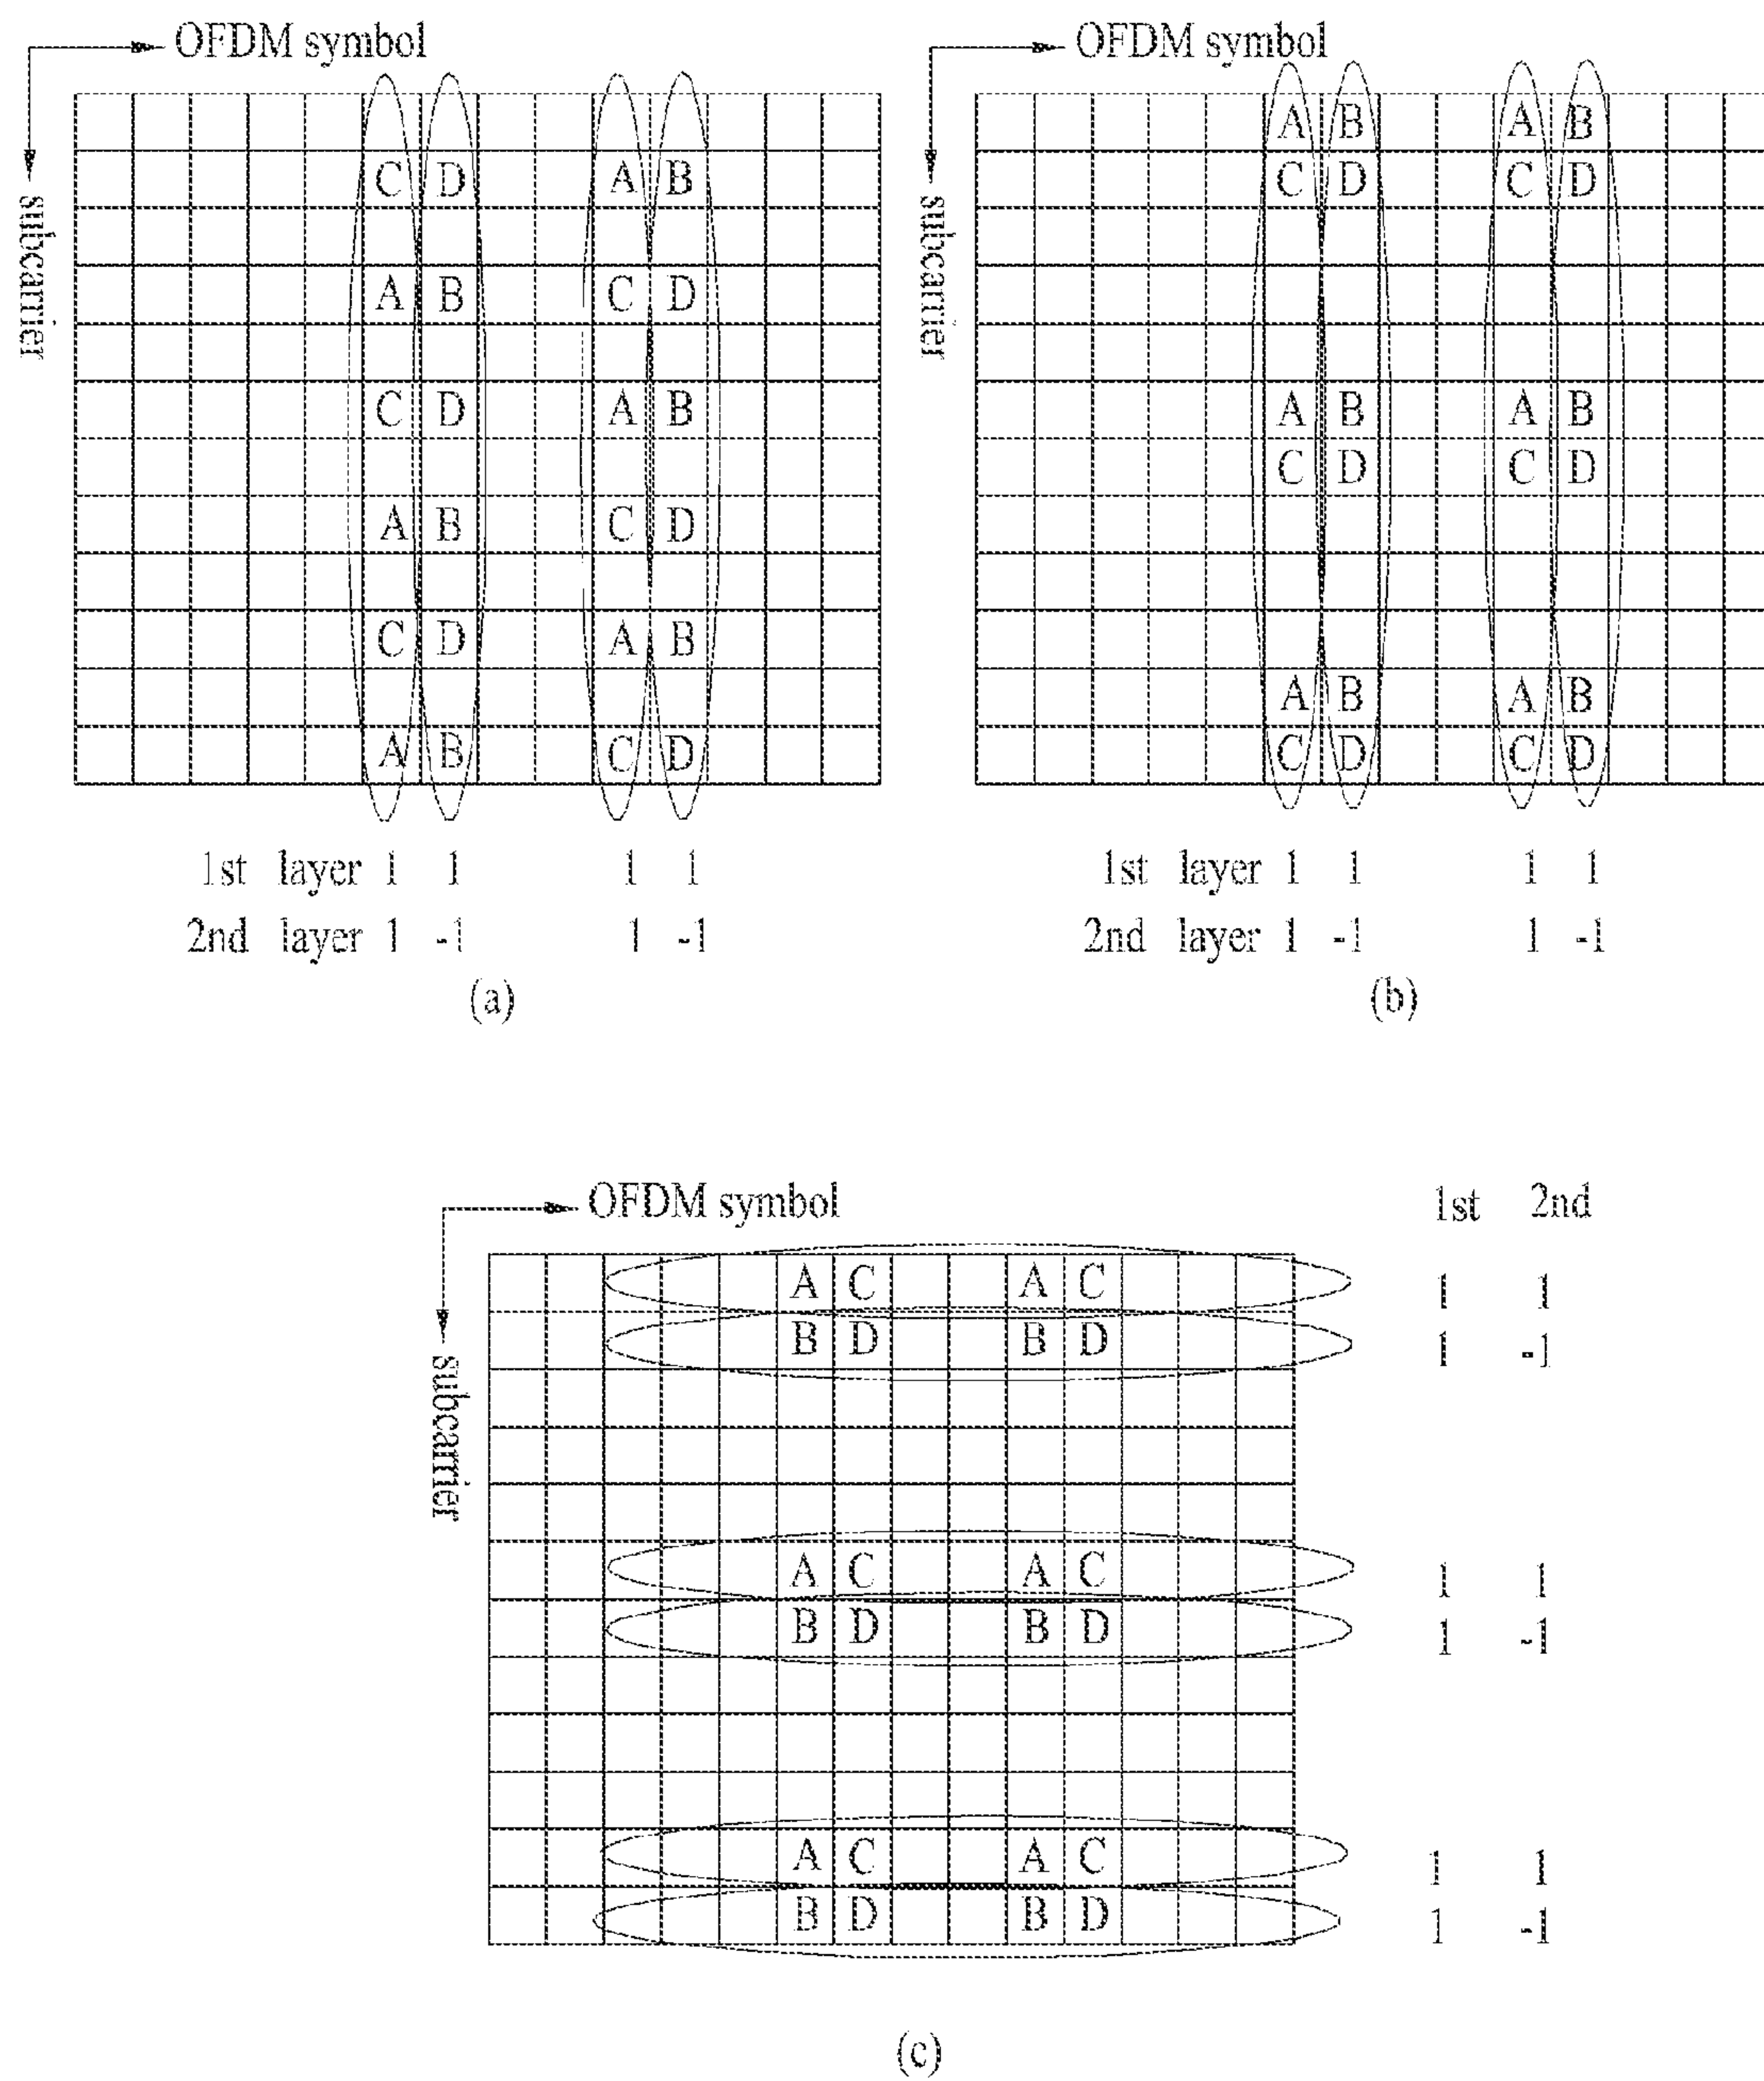 OFDM symbol
subcarrier
C D A B
A B C D
C D A B
A B C D
C D A B
A B C D
1st layer 1 1 1 1
2nd layer 1 -1 1 -1
(a)
OFDM symbol
subcarrier
A B A B
C D C D
A B A B
C D C D
A B A B
C D C D
1st layer 1 1 1 1
2nd layer 1 -1 1 -1
(b)
OFDM symbol
subcarrier
1st 2nd
A C A C 1 1
B D B D 1 -1
A C A C 1 1
B D B D 1 -1
A C A C 1 1
B D B D 1 -1
(c)